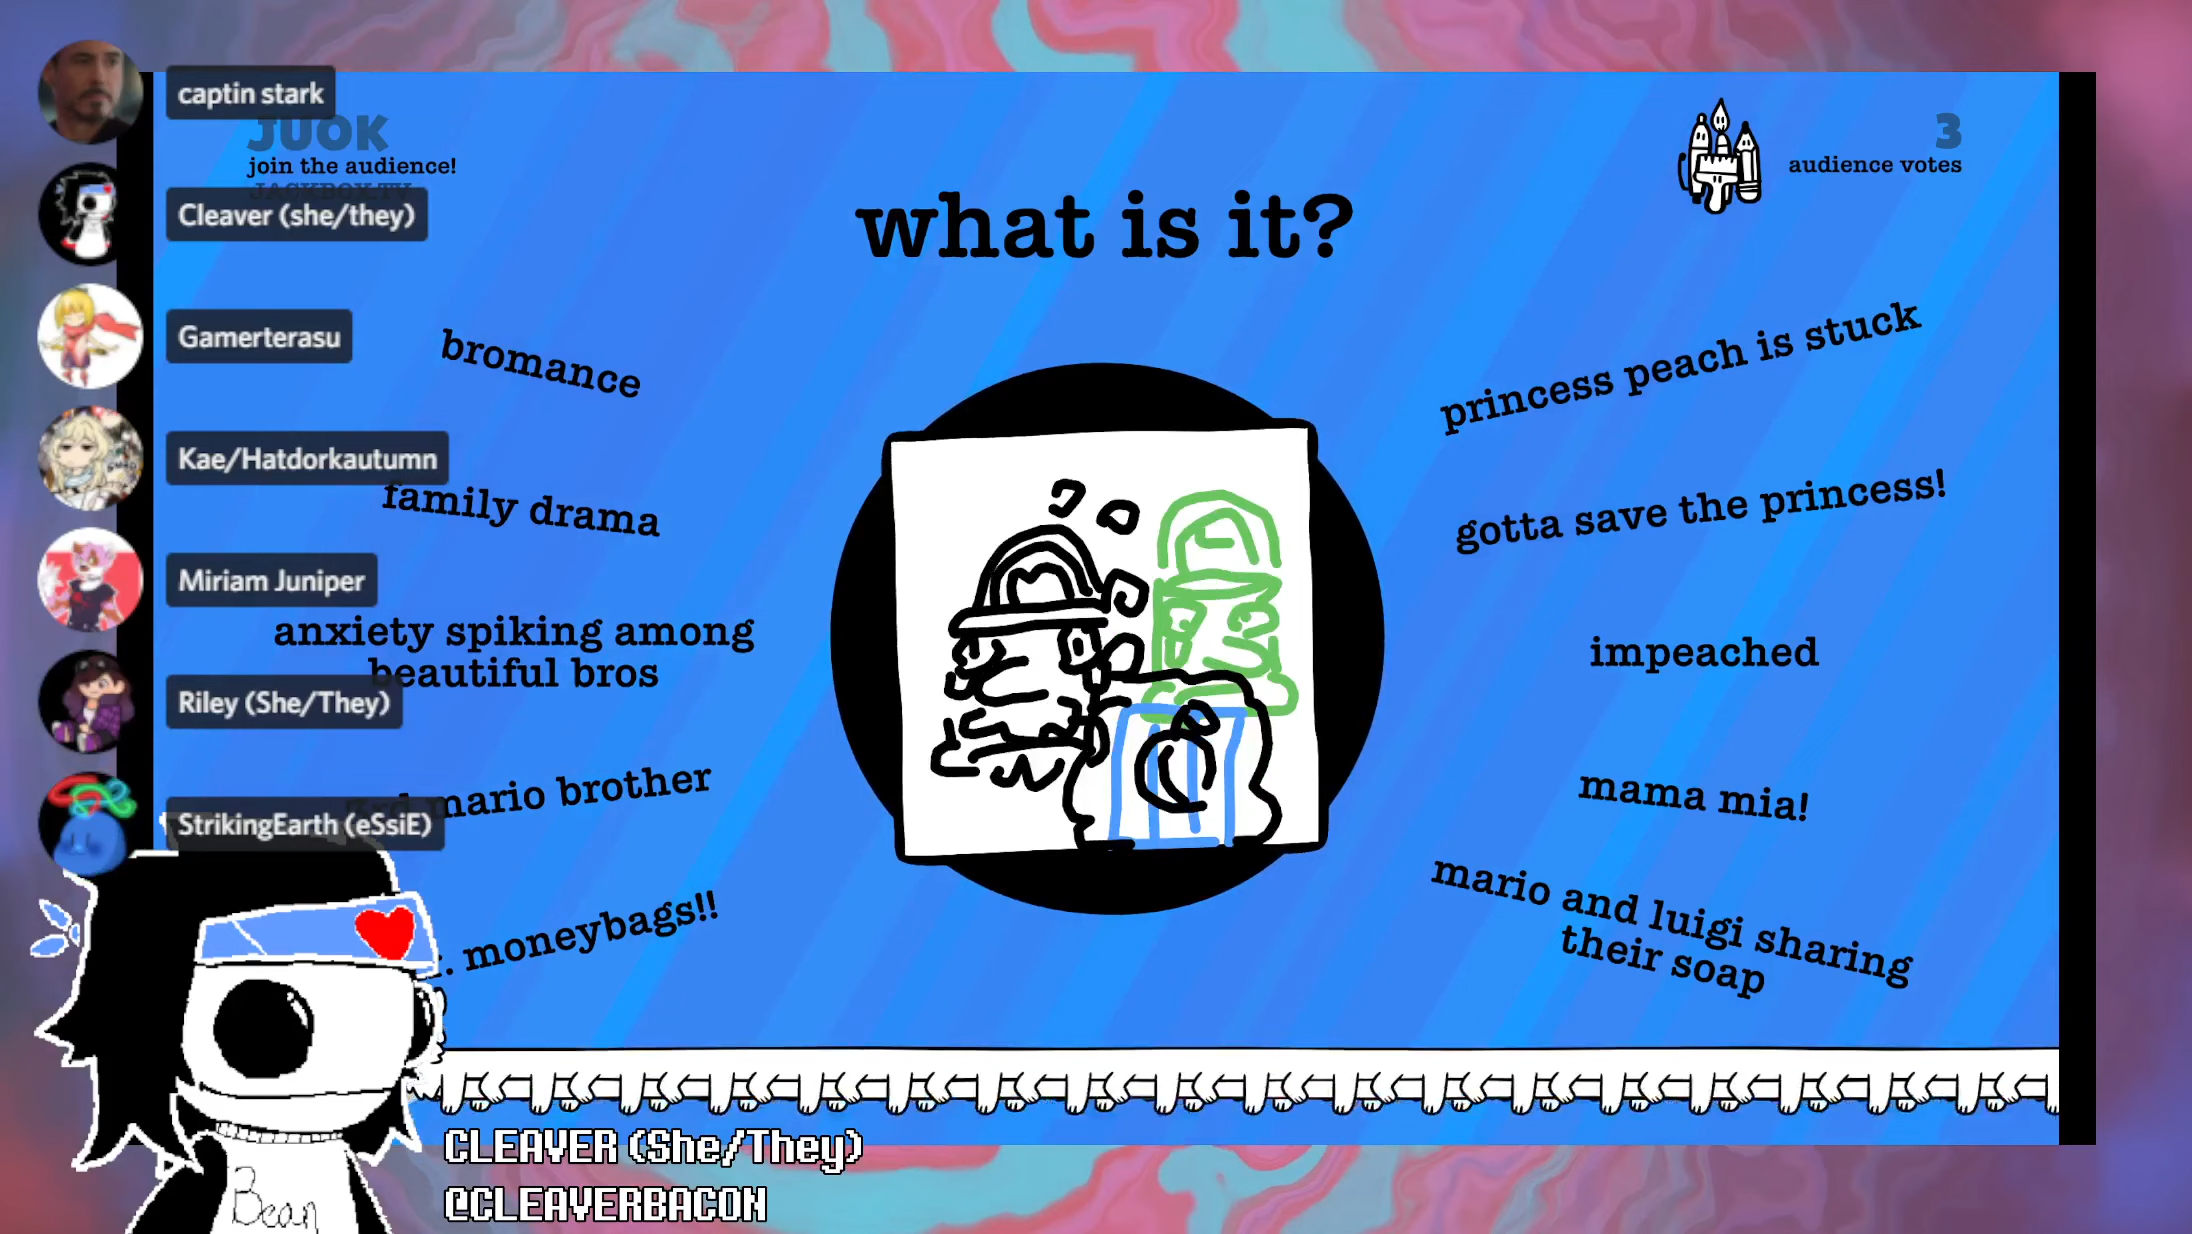 captin stark
JUOK
join the audience!
JACKBOX.TV
3
audience votes
what is it?
Cleaver (she/they)
Gamerterasu
bromance
princess peach is stuck
Kae/Hatdorkautumn
family drama
gotta save the princess!
Miriam Juniper
anxiety spiking among
beautiful bros
impeached
Riley (She/They)
3rd mario brother
mama mia!
StrikingEarth (eSsiE)
moneybags!!
mario and luigi sharing
their soap
Bean
CLEAVER (She/They)
@CLEAVERBACON